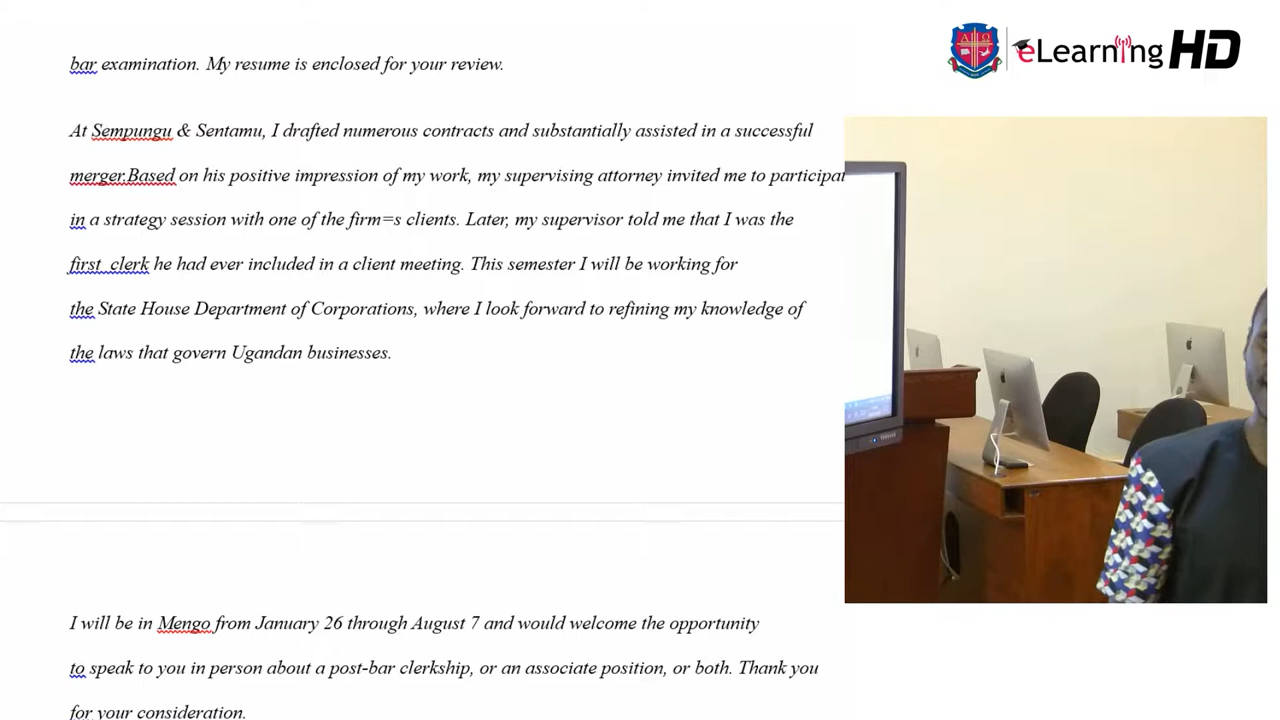 bar examination. My resume is enclosed for your review.
At Sempungu & Sentamu, I drafted numerous contracts and substantially assisted in a successful
merger.Based on his positive impression of my work, my supervising attorney invited me to participat
in a strategy session with one of the firm=s clients. Later, my supervisor told me that I was the
first clerk he had ever included in a client meeting. This semester I will be working for
the State House Department of Corporations, where I look forward to refining my knowledge of
the laws that govern Ugandan businesses.
I will be in Mengo from January 26 through August 7 and would welcome the opportunity
to speak to you in person about a post-bar clerkship, or an associate position, or both. Thank you
for your consideration.
eLearning HD